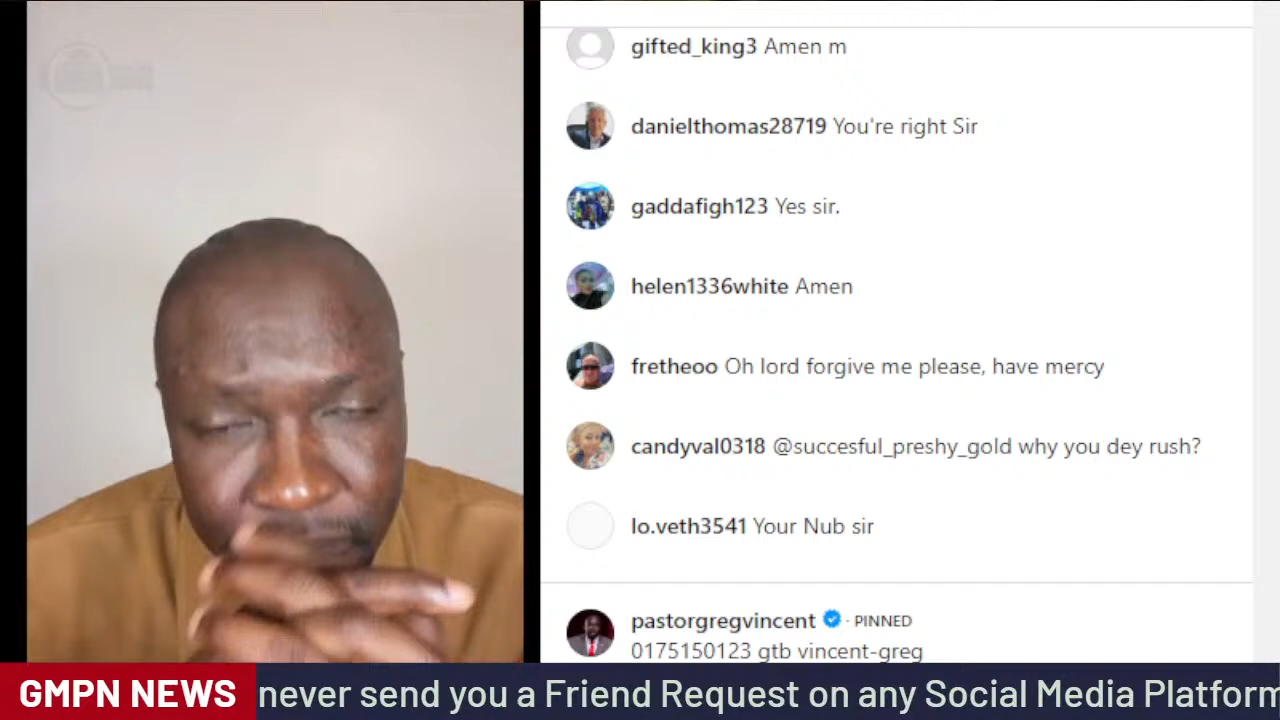 gifted_king3 Amen m
danielthomas28719 You're right Sir
gaddafigh123 Yes sir.
helen1336white Amen
fretheoo Oh lord forgive me please, have mercy
candyval0318 @succesful_preshy_gold why you dey rush?
lo.veth3541 Your Nub sir
pastorgregvincent · PINNED
0175150123 gtb vincent-greg
GMPN NEWS never send you a Friend Request on any Social Media Platform